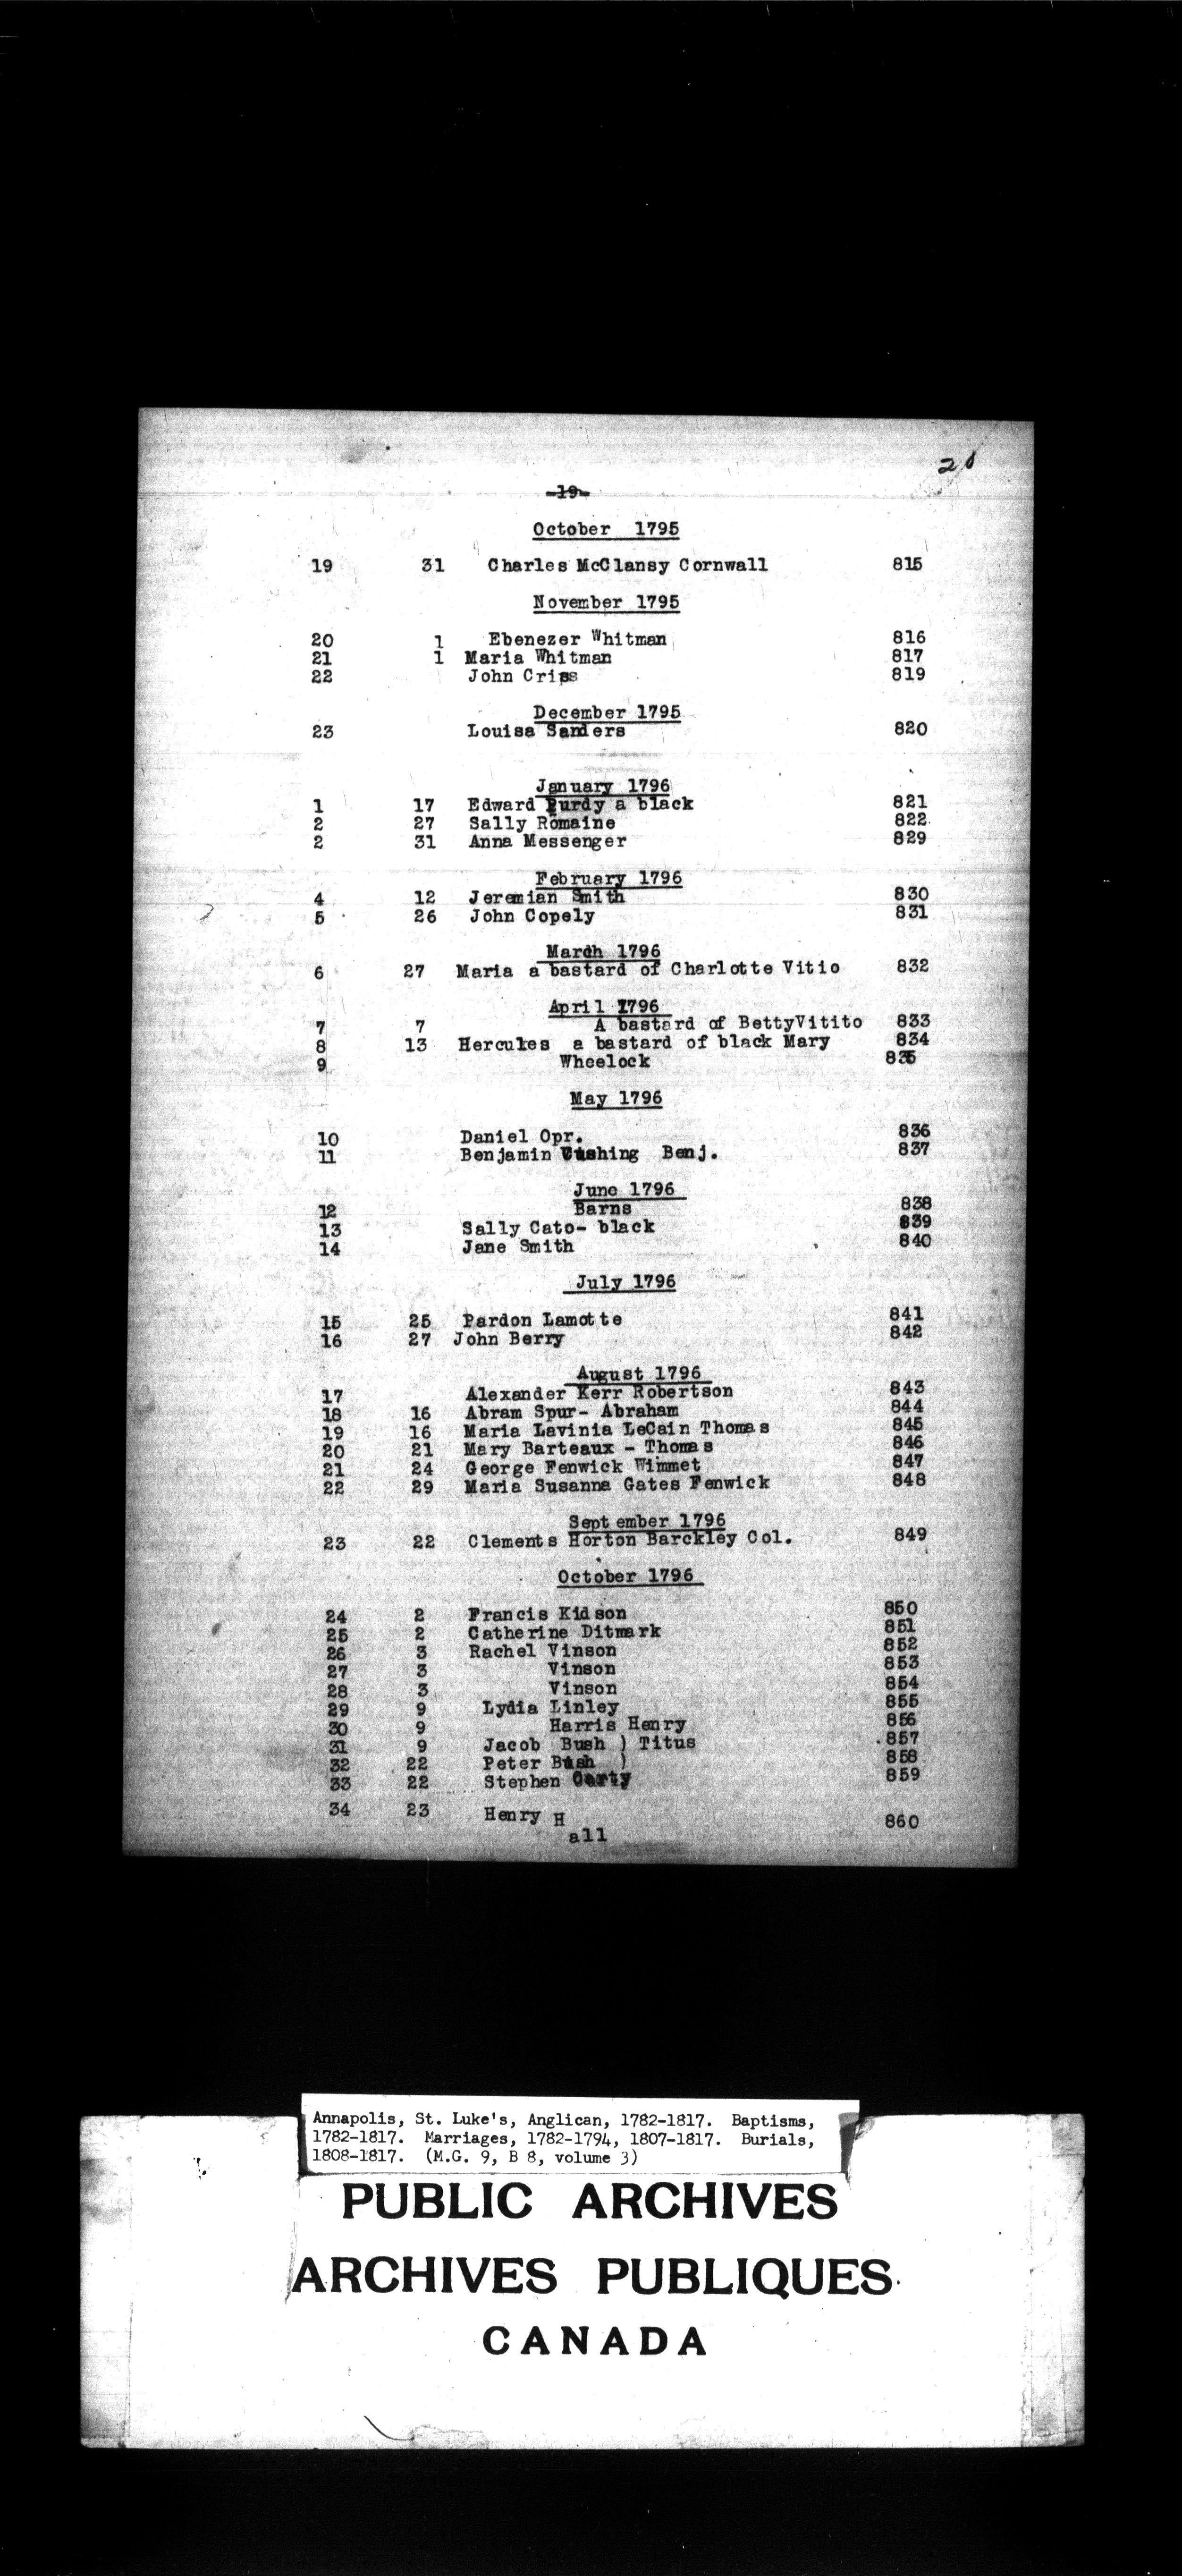 20
19
October 1795
19 31 Charles McClansy Cornwall 815
November 1795
20 1 Ebenezer Whitman 816
21 1 Maria Whitman 817
22 John Criss 819
December 1795
23 Louisa Sanders 820
January 1796
1 17 Edward Purdy a black 821
2 27 Sally Romaine 822
2 31 Anna Messenger 829
February 1796
4 12 Jeremian Smith 830
5 26 John Copely 831
March 1796
6 27 Maria a bastard of Charlotte Vitio 832
April 1796
7 7 A bastard of BettyVitito 833
8 13 Hercules a bastard of black Mary 834
9 Wheelock 835
May 1796
10 Daniel Opr. 836
11 Benjamin Cushing Benj. 837
June 1796
12 Barns 838
13 Sally Cato- black 839
14 Jane Smith 840
July 1796
15 25 Pardon Lamotte 841
16 27 John Berry 842
August 1796
17 Alexander Kerr Robertson 843
18 16 Abram Spur- Abraham 844
19 16 Maria Lavinia LeCain Thomas 845
20 21 Mary Barteaux - Thomas 846
21 24 George Fenwick Wimmet 847
22 29 Maria Susanna Gates Fenwick 848
September 1796
23 22 Clements Horton Barckley Col. 849
October 1796
24 2 Francis Kidson 850
25 2 Catherine Ditmark 851
26 3 Rachel Vinson 852
27 3 Vinson 853
28 3 Vinson 854
29 9 Lydia Linley 855
30 9 Harris Henry 856
31 9 Jacob Bush ) Titus 857
32 22 Peter Bush ) 858
33 22 Stephen Carty 859
34 23 Henry H 860
all
Annapolis, St. Luke's, Anglican, 1782-1817. Baptisms,
1782-1817. Marriages, 1782-1794, 1807-1817. Burials,
1808-1817. (M.G. 9, B 8, volume 3)
PUBLIC ARCHIVES
ARCHIVES PUBLIQUES
CANADA